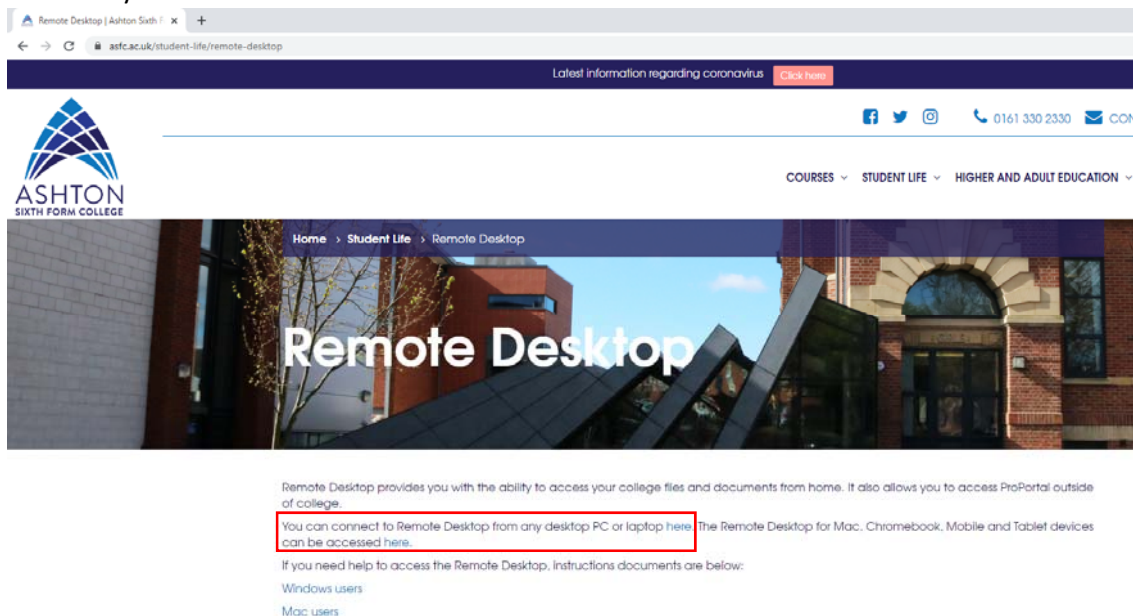 Remote Desktop | Ashton Sixth F
asfc.ac.uk/student-life/remote-desktop
Latest information regarding coronavirus Click here
0161 330 2330 CON
ASHTON
SIXTH FORM COLLEGE
COURSES STUDENT LIFE HIGHER AND ADULT EDUCATION
Home > Student Life > Remote Desktop
Remote Desktop
Remote Desktop provides you with the ability to access your college files and documents from home. It also allows you to access ProPortal outside
of college.
You can connect to Remote Desktop from any desktop PC or laptop here. The Remote Desktop for Mac, Chromebook, Mobile and Tablet devices
can be accessed here.
If you need help to access the Remote Desktop, instructions documents are below:
Windows users
Mac users